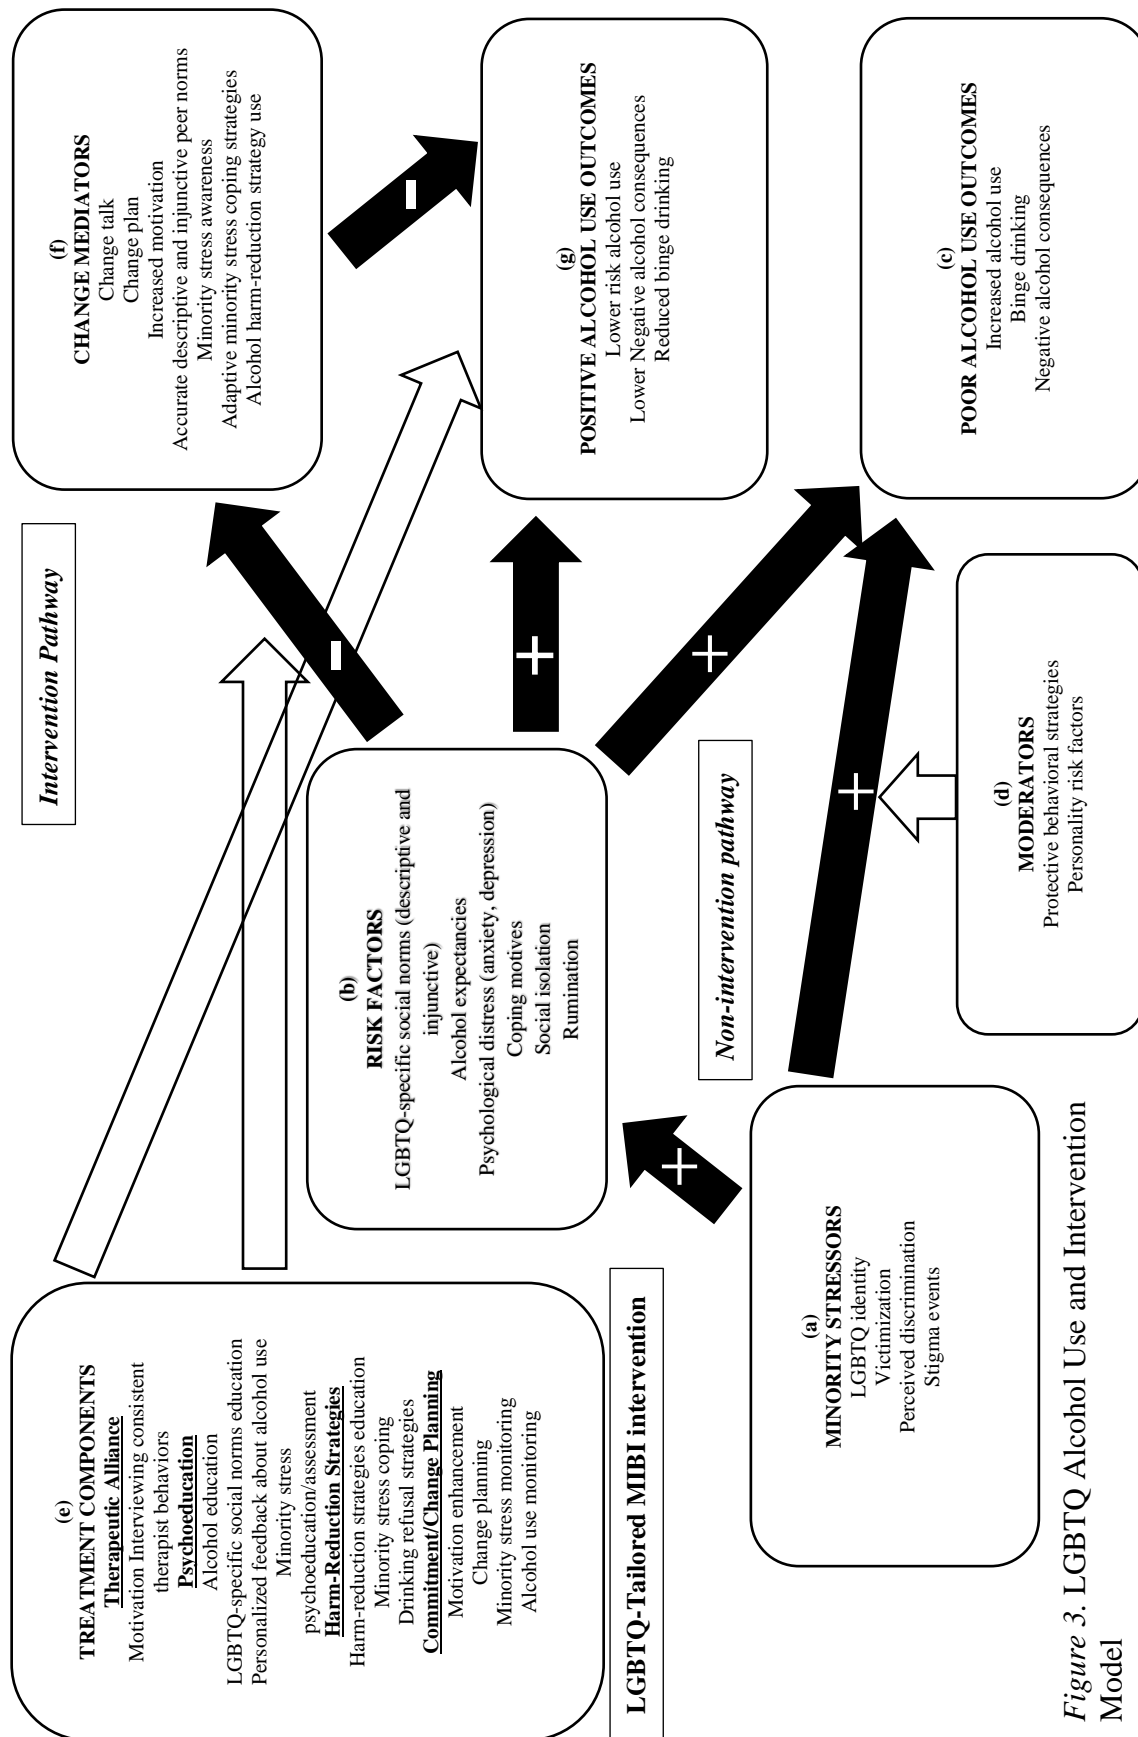 (e)
TREATMENT COMPONENTS
Therapeutic Alliance
Motivation Interviewing consistent
therapist behaviors
Psychoeducation
Alcohol education
LGBTQ-specific social norms education
Personalized feedback about alcohol use
Minority stress
psychoeducation/assessment
Harm-Reduction Strategies
Harm-reduction strategies education
Minority stress coping
Drinking refusal strategies
Commitment/Change Planning
Motivation enhancement
Change planning
Minority stress monitoring
Alcohol use monitoring
LGBTQ-Tailored MIBI intervention
Intervention Pathway
(f)
CHANGE MEDIATORS
Change talk
Change plan
Increased motivation
Accurate descriptive and injunctive peer norms
Minority stress awareness
Adaptive minority stress coping strategies
Alcohol harm-reduction strategy use
-
-
(b)
RISK FACTORS
LGBTQ-specific social norms (descriptive and
injunctive)
Alcohol expectancies
Psychological distress (anxiety, depression)
Coping motives
Social isolation
Rumination
+
+
(g)
POSITIVE ALCOHOL USE OUTCOMES
Lower risk alcohol use
Lower Negative alcohol consequences
Reduced binge drinking
+
Non-intervention pathway
(a)
MINORITY STRESSORS
LGBTQ identity
Victimization
Perceived discrimination
Stigma events
+
(c)
POOR ALCOHOL USE OUTCOMES
Increased alcohol use
Binge drinking
Negative alcohol consequences
(d)
MODERATORS
Protective behavioral strategies
Personality risk factors
Figure 3. LGBTQ Alcohol Use and Intervention
Model